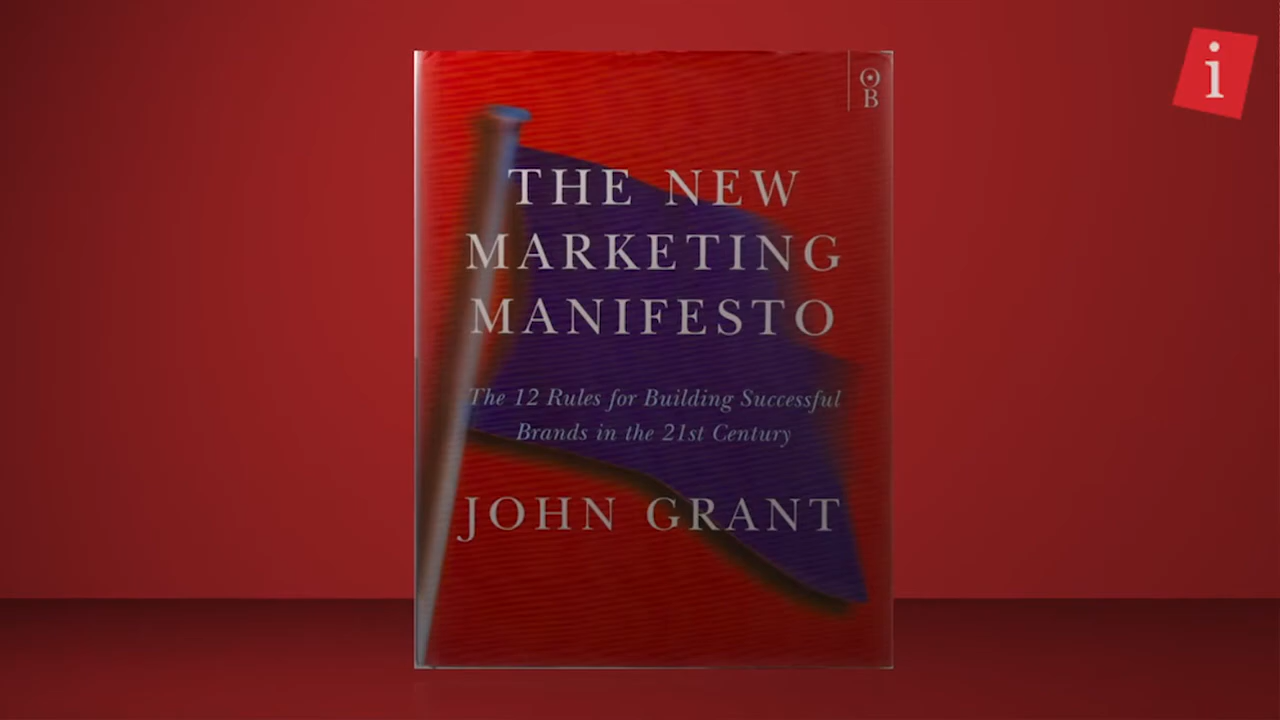 i
O
B
THE NEW
MARKETING
MANIFESTO
The 12 Rules for Building Successful
Brands in the 21st Century
JOHN GRANT